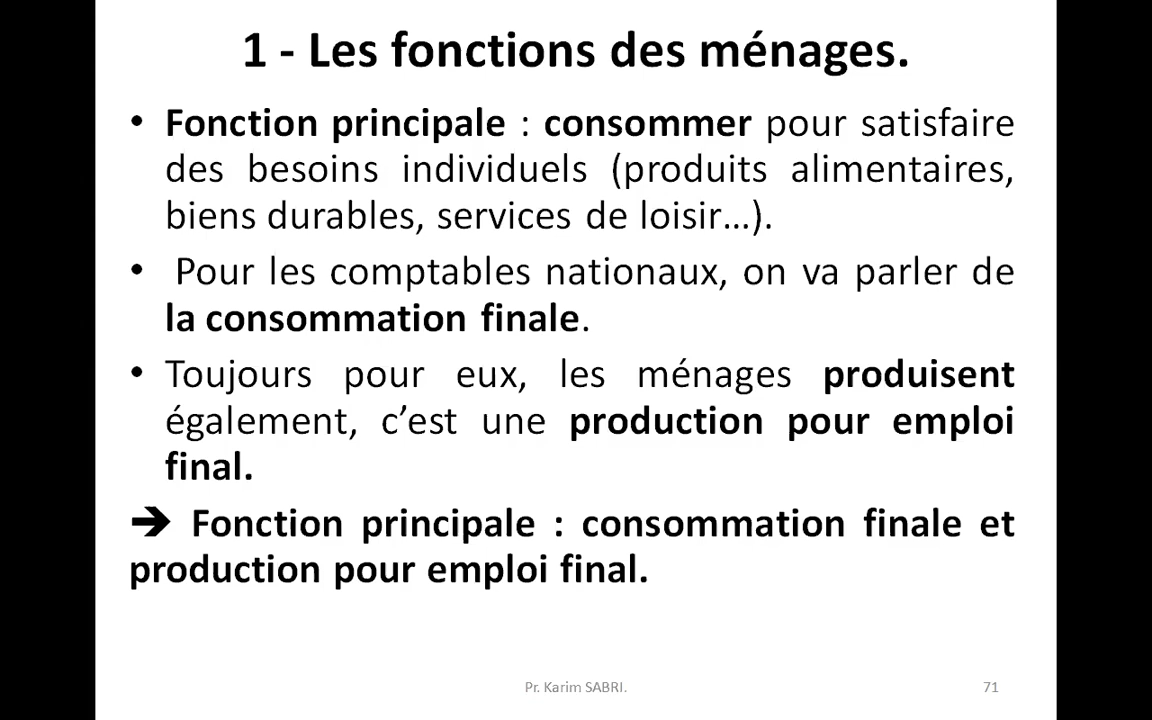 1 - Les fonctions des ménages.
• Fonction principale : consommer pour satisfaire
des besoins individuels (produits alimentaires,
biens durables, services de loisir…).
• Pour les comptables nationaux, on va parler de
la consommation finale.
• Toujours pour eux, les ménages produisent
également, c’est une production pour emploi
final.
➔ Fonction principale : consommation finale et
production pour emploi final.
Pr. Karim SABRI.
71